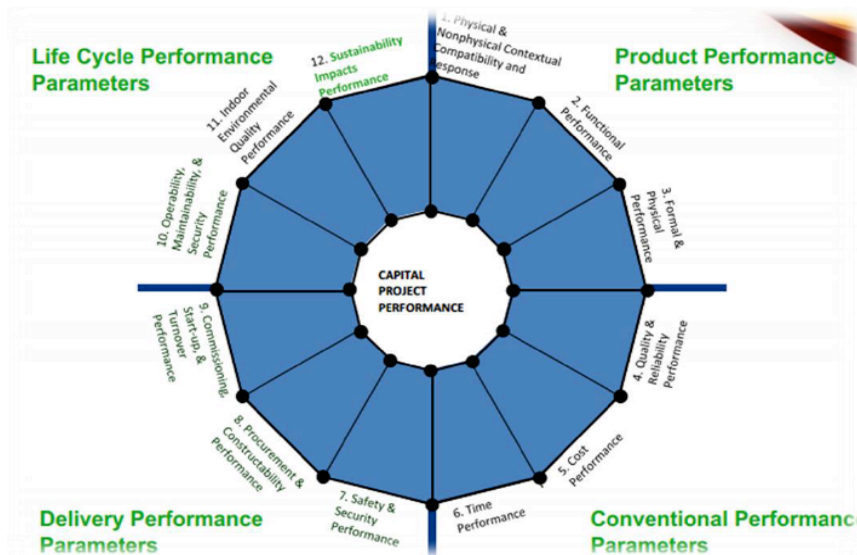 Life Cycle Performance
Parameters
Product Performance
Parameters
1. Physical &
Nonphysical Contextual
Compatibility and
Response
2. Functional
Performance
3. Formal &
Physical
Performance
4. Quality &
Reliability
Performance
5. Cost
Performance
6. Time
Performance
7. Safety &
Security
Performance
8. Procurement &
Constructability
Performance
9. Commissioning,
Start-up, &
Turnover
Performance
10. Operability,
Maintainability, &
Security
Performance
11. Indoor
Environmental
Quality
Performance
12. Sustainability
Impacts
Performance
CAPITAL
PROJECT
PERFORMANCE
Delivery Performance
Parameters
Conventional Performance
Parameters